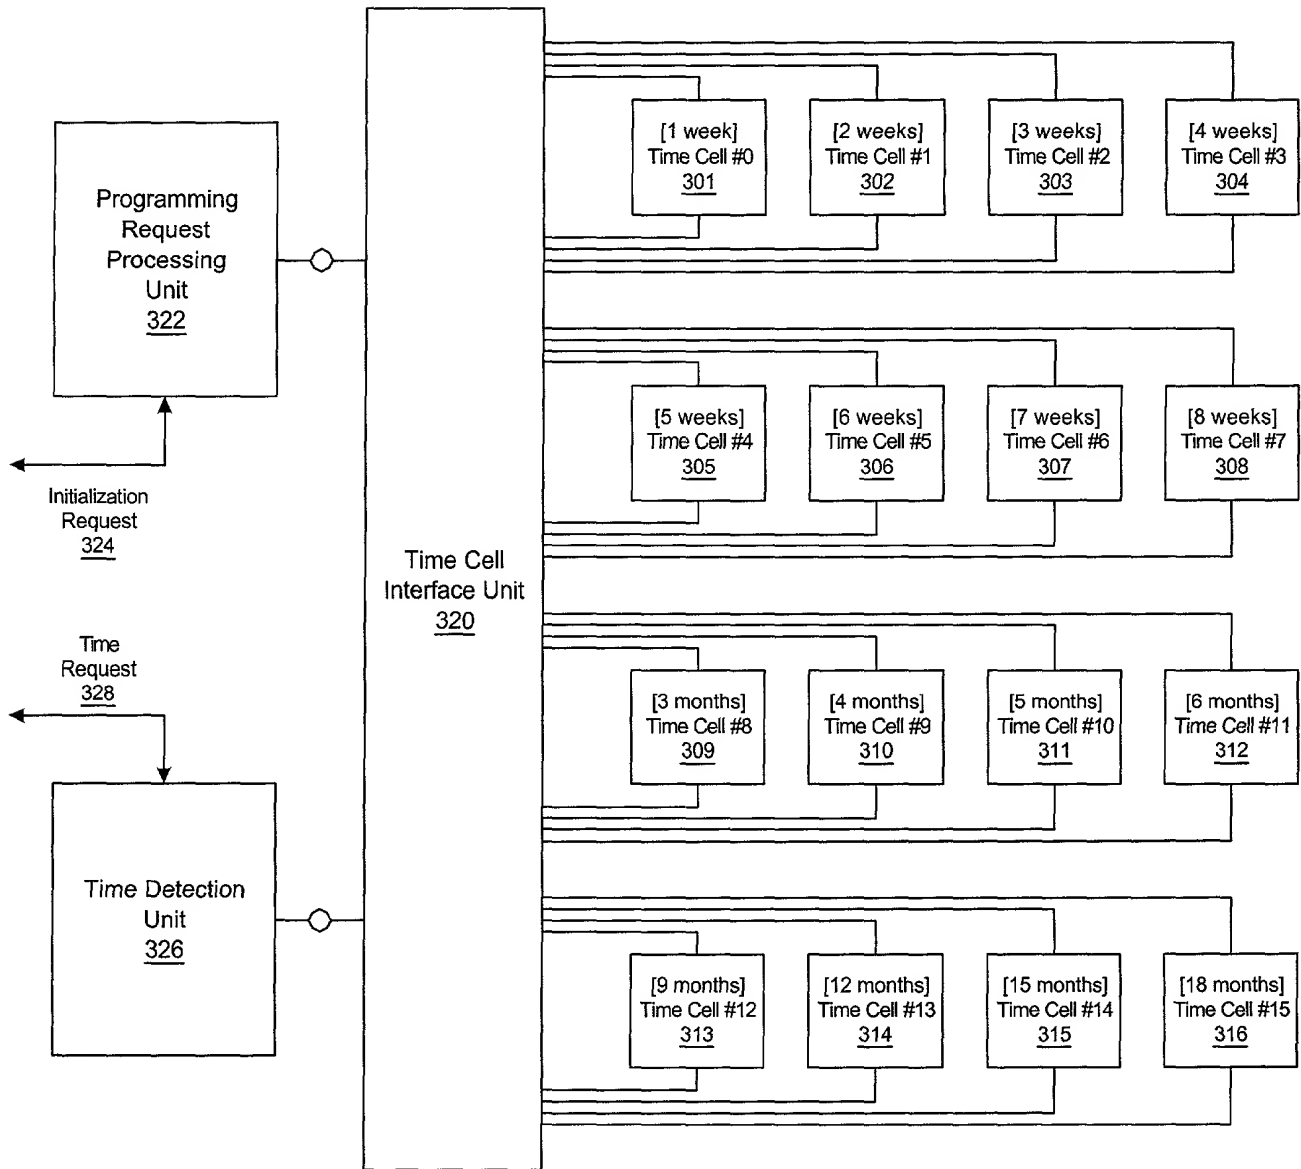 Programming
Request
Processing
Unit
322
Initialization
Request
324
Time
Request
328
Time Detection
Unit
326
Time Cell
Interface Unit
320
[1 week]
Time Cell #0
301
[2 weeks]
Time Cell #1
302
[3 weeks]
Time Cell #2
303
[4 weeks]
Time Cell #3
304
[5 weeks]
Time Cell #4
305
[6 weeks]
Time Cell #5
306
[7 weeks]
Time Cell #6
307
[8 weeks]
Time Cell #7
308
[3 months]
Time Cell #8
309
[4 months]
Time Cell #9
310
[5 months]
Time Cell #10
311
[6 months]
Time Cell #11
312
[9 months]
Time Cell #12
313
[12 months]
Time Cell #13
314
[15 months]
Time Cell #14
315
[18 months]
Time Cell #15
316